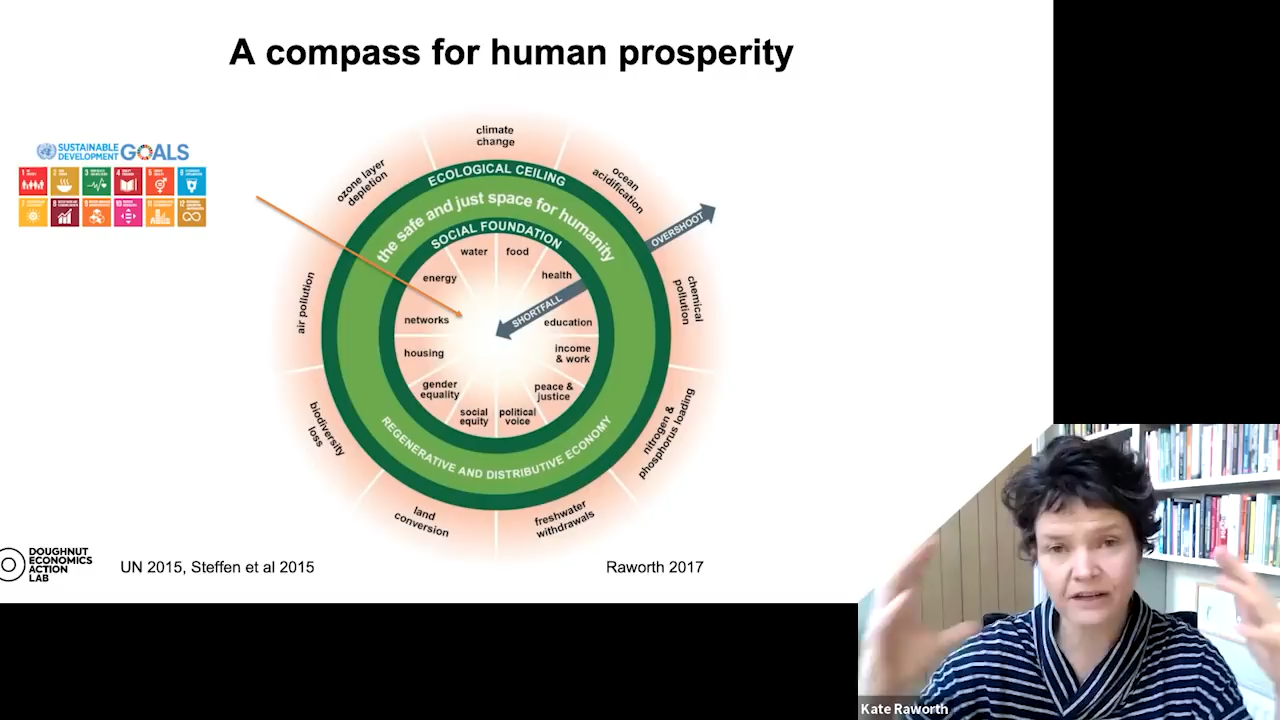 A compass for human prosperity
SUSTAINABLE
DEVELOPMENT
GOALS
climate
change
ozone layer
depletion
ocean
acidification
ECOLOGICAL CEILING
the safe and just space for humanity
SOCIAL FOUNDATION
OVERSHOOT
water
food
energy
health
SHORTFALL
networks
education
housing
income
& work
gender
equality
peace &
justice
social
equity
political
voice
air pollution
chemical
pollution
REGENERATIVE AND DISTRIBUTIVE ECONOMY
biodiversity
loss
nitrogen &
phosphorus loading
land
conversion
freshwater
withdrawals
DOUGHNUT
ECONOMICS
ACTION
LAB
UN 2015, Steffen et al 2015
Raworth 2017
Kate Raworth